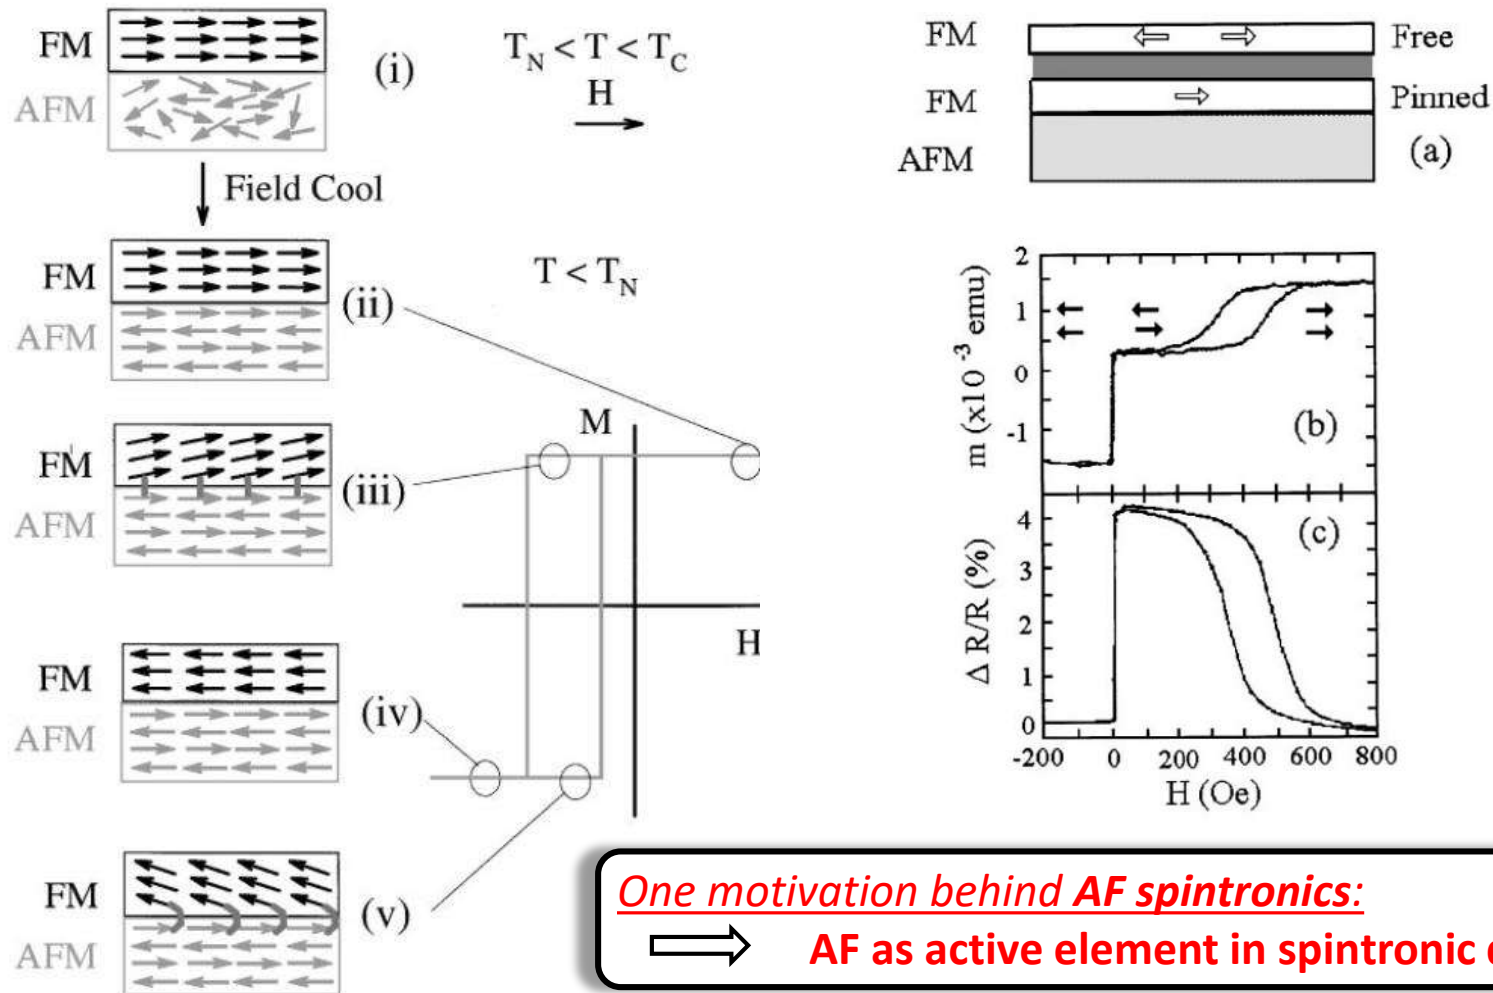 FM
AFM
(i)
T_N < T < T_C
H
Field Cool
FM
AFM
(ii)
T < T_N
FM
AFM
(iii)
M
H
FM
AFM
(iv)
FM
AFM
(v)
FM
Free
FM
Pinned
AFM
(a)
m (x10⁻³ emu)
2
1
0
-1
(b)
Δ R/R (%)
4
3
2
1
0
(c)
-200 0 200 400 600 800
H (Oe)
One motivation behind AF spintronics:
AF as active element in spintronic